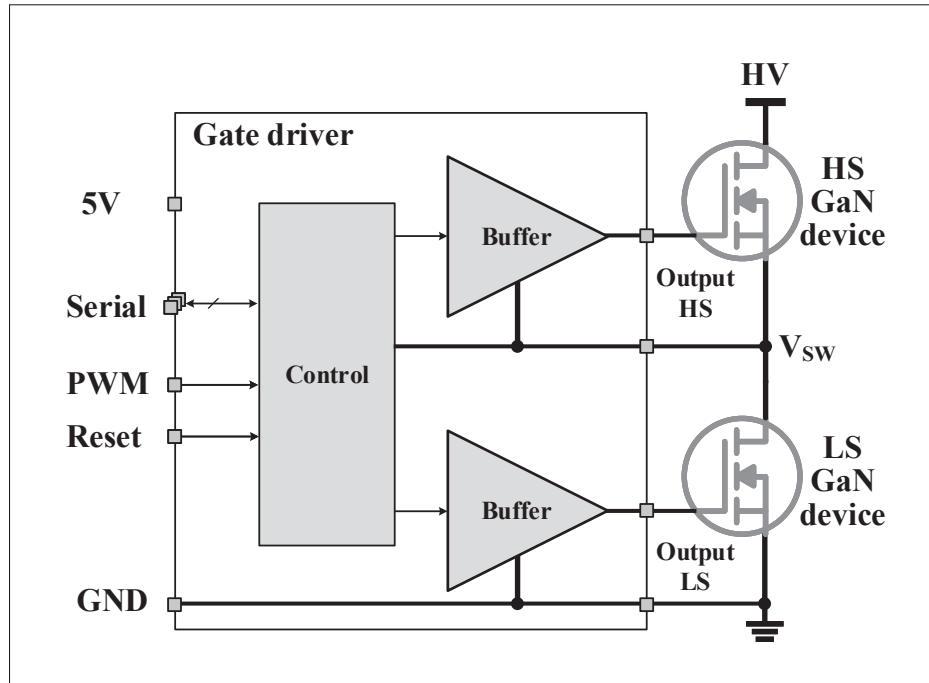 HV
Gate driver
HS
GaN
device
5V
Buffer
Output
HS
Serial
Control
V_SW
PWM
Reset
LS
GaN
device
Buffer
Output
LS
GND